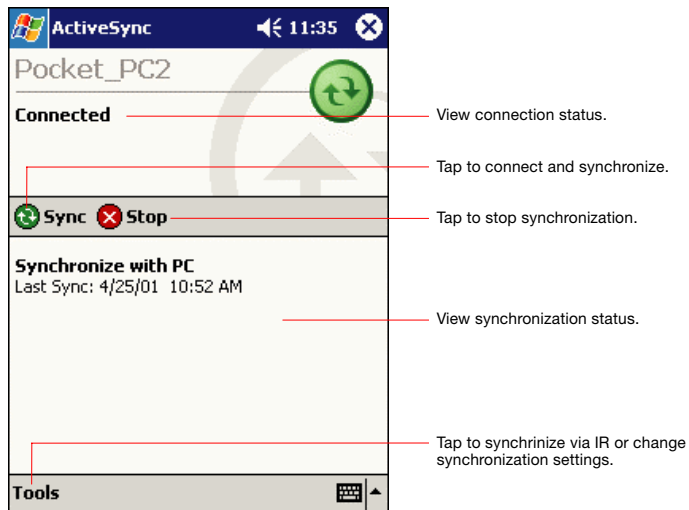 ActiveSync 11:35
Pocket_PC2
Connected
View connection status.
Tap to connect and synchronize.
Sync Stop
Tap to stop synchronization.
Synchronize with PC
Last Sync: 4/25/01 10:52 AM
View synchronization status.
Tap to synchrinize via IR or change
synchronization settings.
Tools